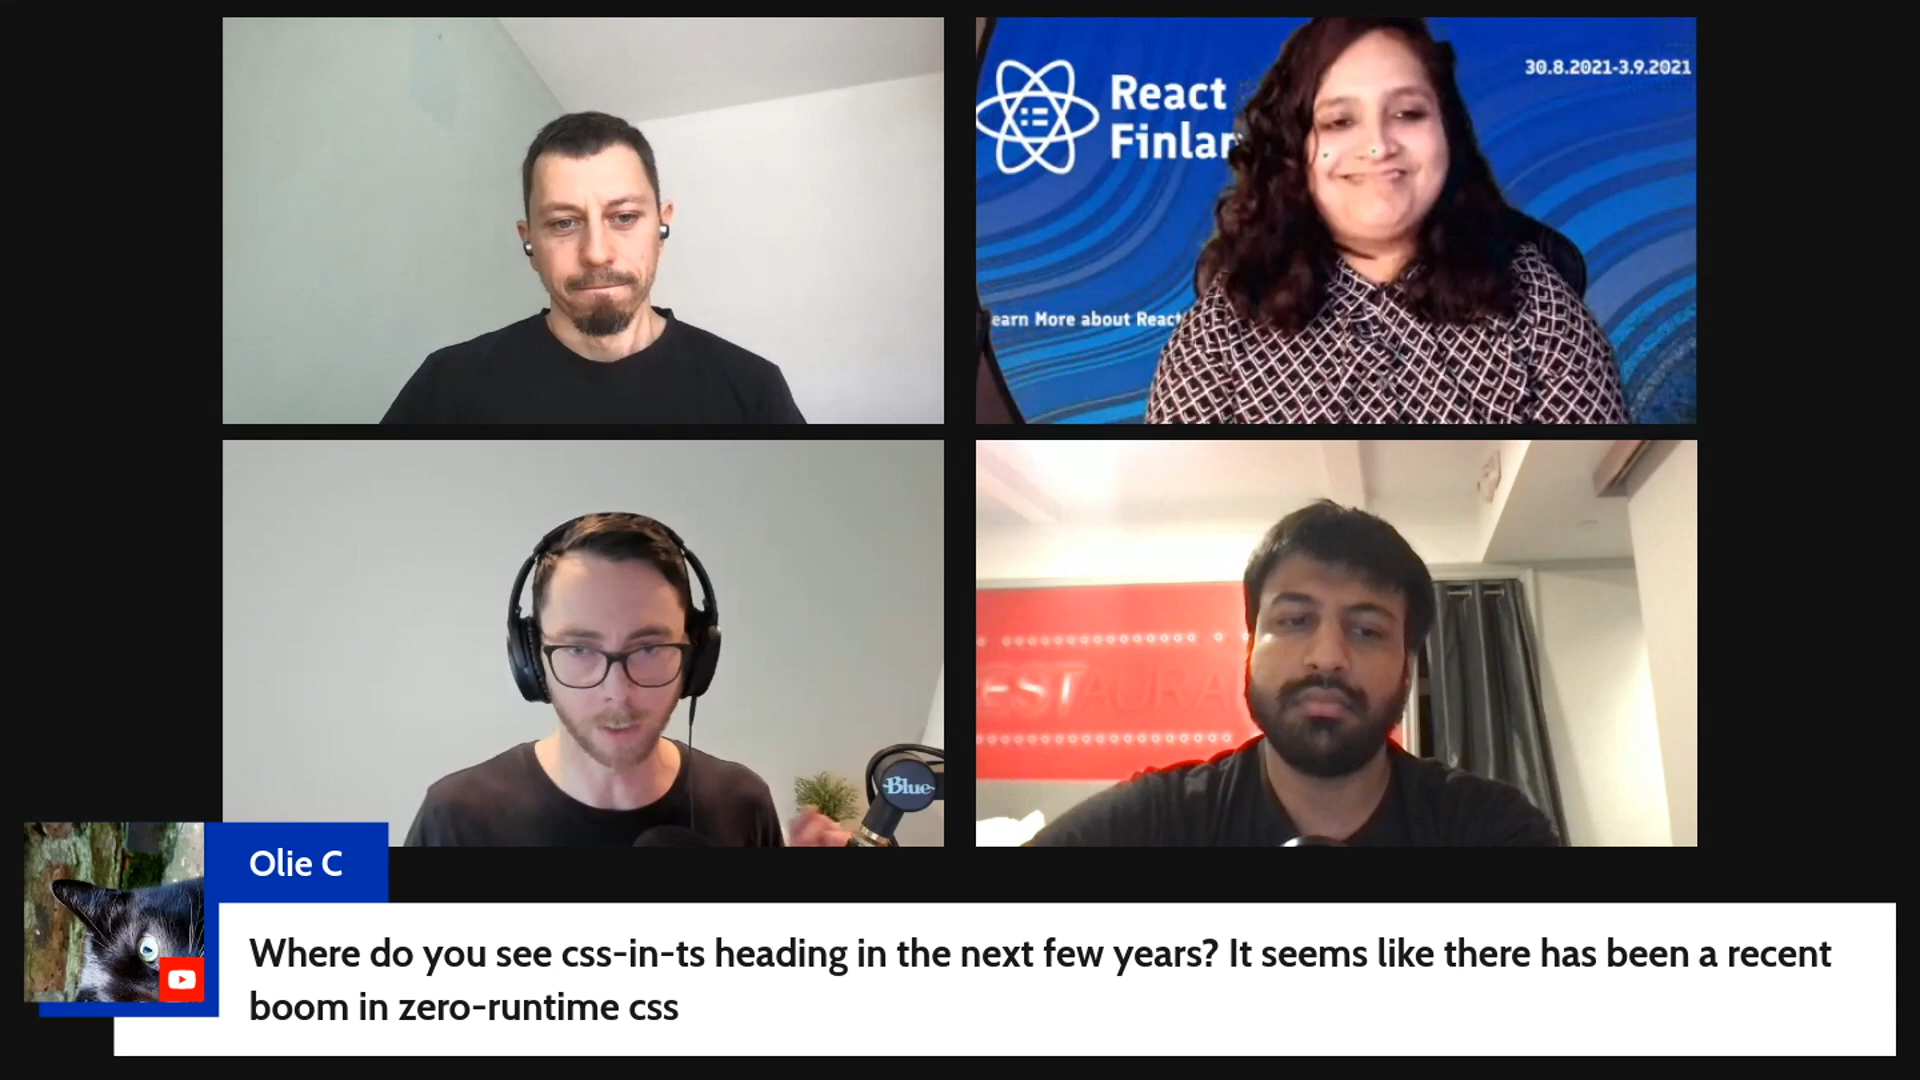 React
Finlan
30.8.2021-3.9.2021
earn More about React
ESTAURA
Blue
Olie C
Where do you see css-in-ts heading in the next few years? It seems like there has been a recent
boom in zero-runtime css